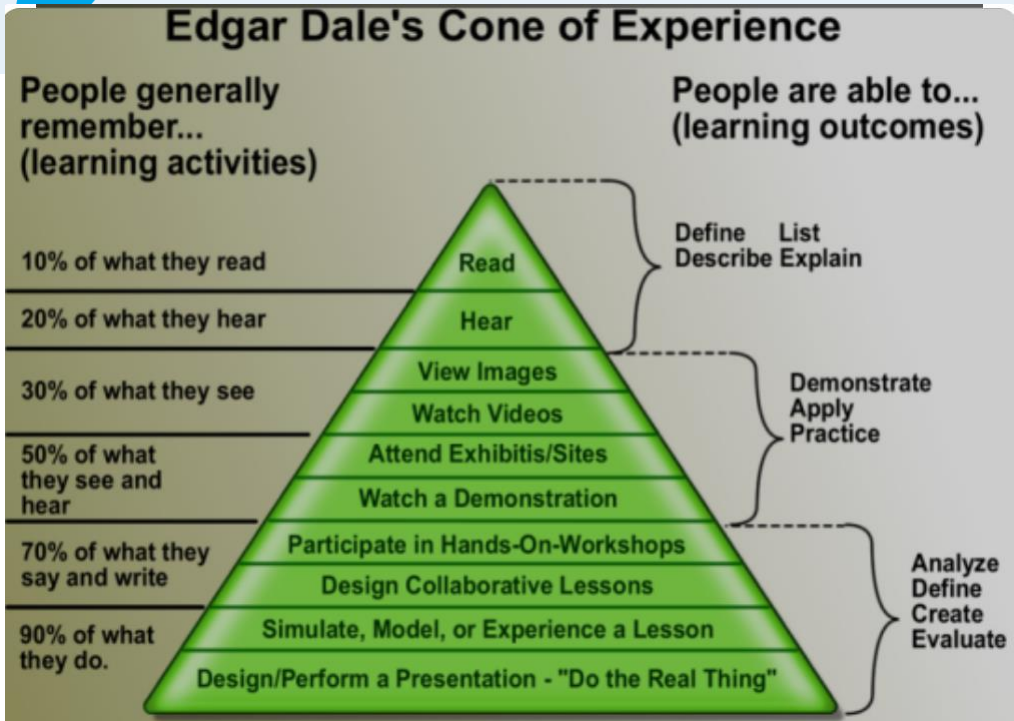 Edgar Dale's Cone of Experience
People generally
remember...
(learning activities)
People are able to...
(learning outcomes)
10% of what they read
20% of what they hear
30% of what they see
50% of what
they see and
hear
70% of what they
say and write
90% of what
they do.
Read
Hear
View Images
Watch Videos
Attend Exhibitis/Sites
Watch a Demonstration
Participate in Hands-On-Workshops
Design Collaborative Lessons
Simulate, Model, or Experience a Lesson
Design/Perform a Presentation - "Do the Real Thing"
Define List
Describe Explain
Demonstrate
Apply
Practice
Analyze
Define
Create
Evaluate